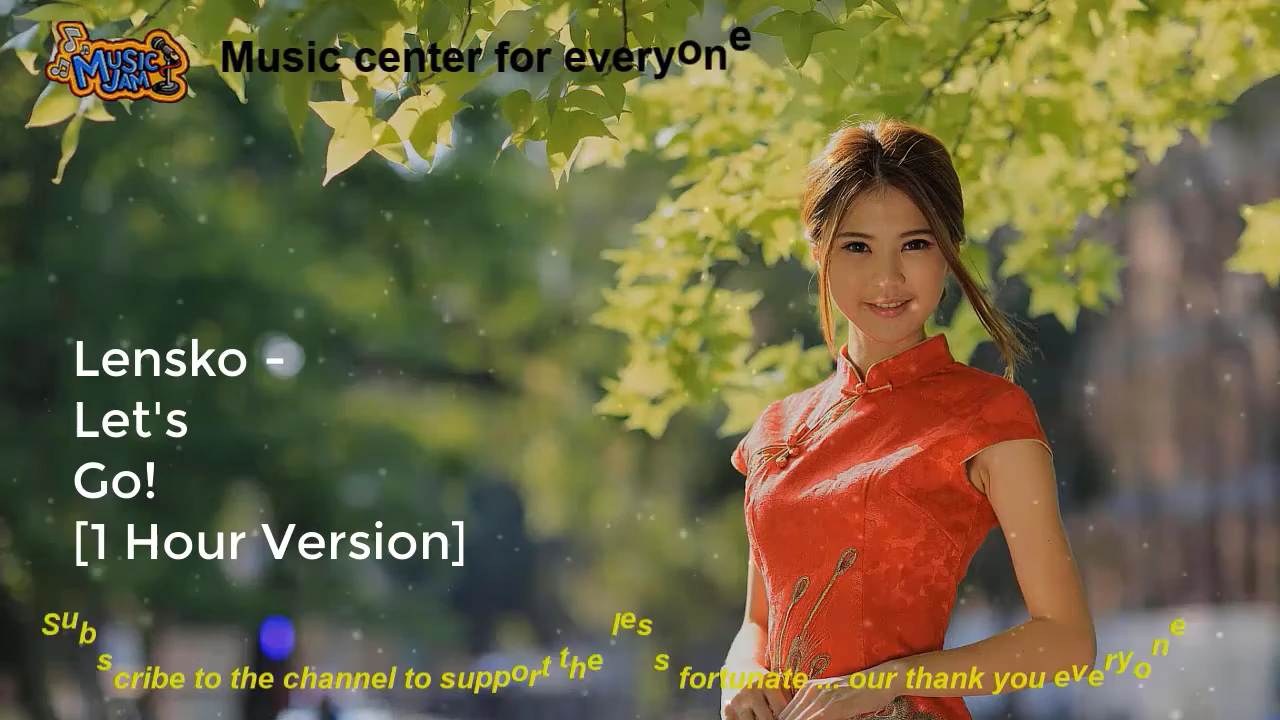 MUSIC
JAM
Music center for everyone
Lensko -
Let's
Go!
[1 Hour Version]
Subscribe to the channel to support the less fortunate ... our thank you everyone